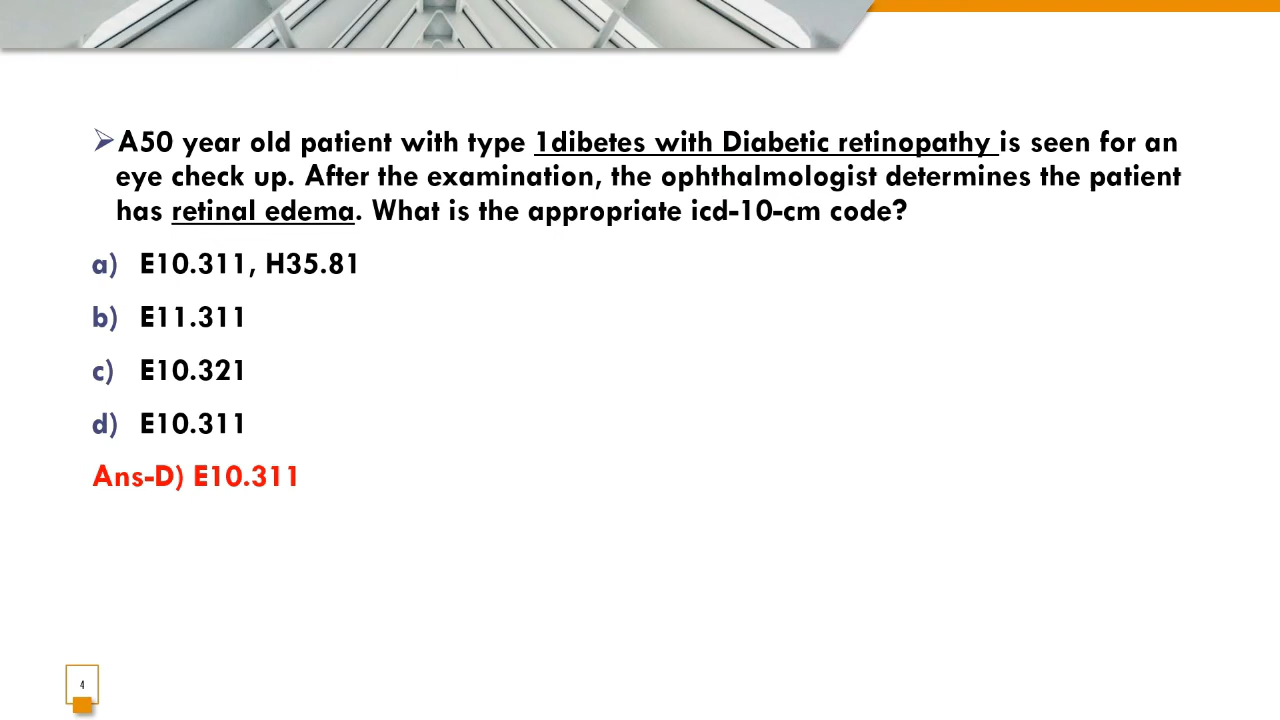 ➢A50 year old patient with type 1dibetes with Diabetic retinopathy is seen for an
eye check up. After the examination, the ophthalmologist determines the patient
has retinal edema. What is the appropriate icd-10-cm code?
a) E10.311, H35.81
b) E11.311
c) E10.321
d) E10.311
Ans-D) E10.311
4